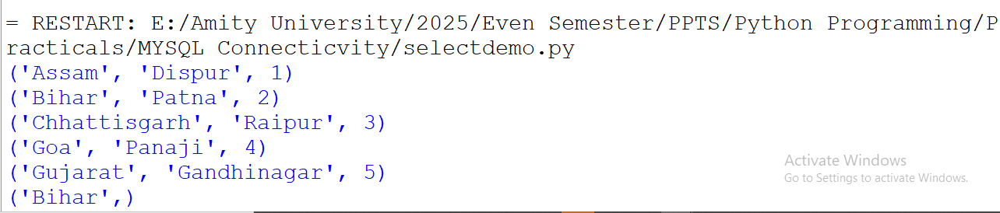 = RESTART: E:/Amity University/2025/Even Semester/PPTS/Python Programming/P
racticals/MYSQL Connecticvity/selectdemo.py
('Assam', 'Dispur', 1)
('Bihar', 'Patna', 2)
('Chhattisgarh', 'Raipur', 3)
('Goa', 'Panaji', 4)
('Gujarat', 'Gandhinagar', 5)
('Bihar',)
Activate Windows
Go to Settings to activate Windows.